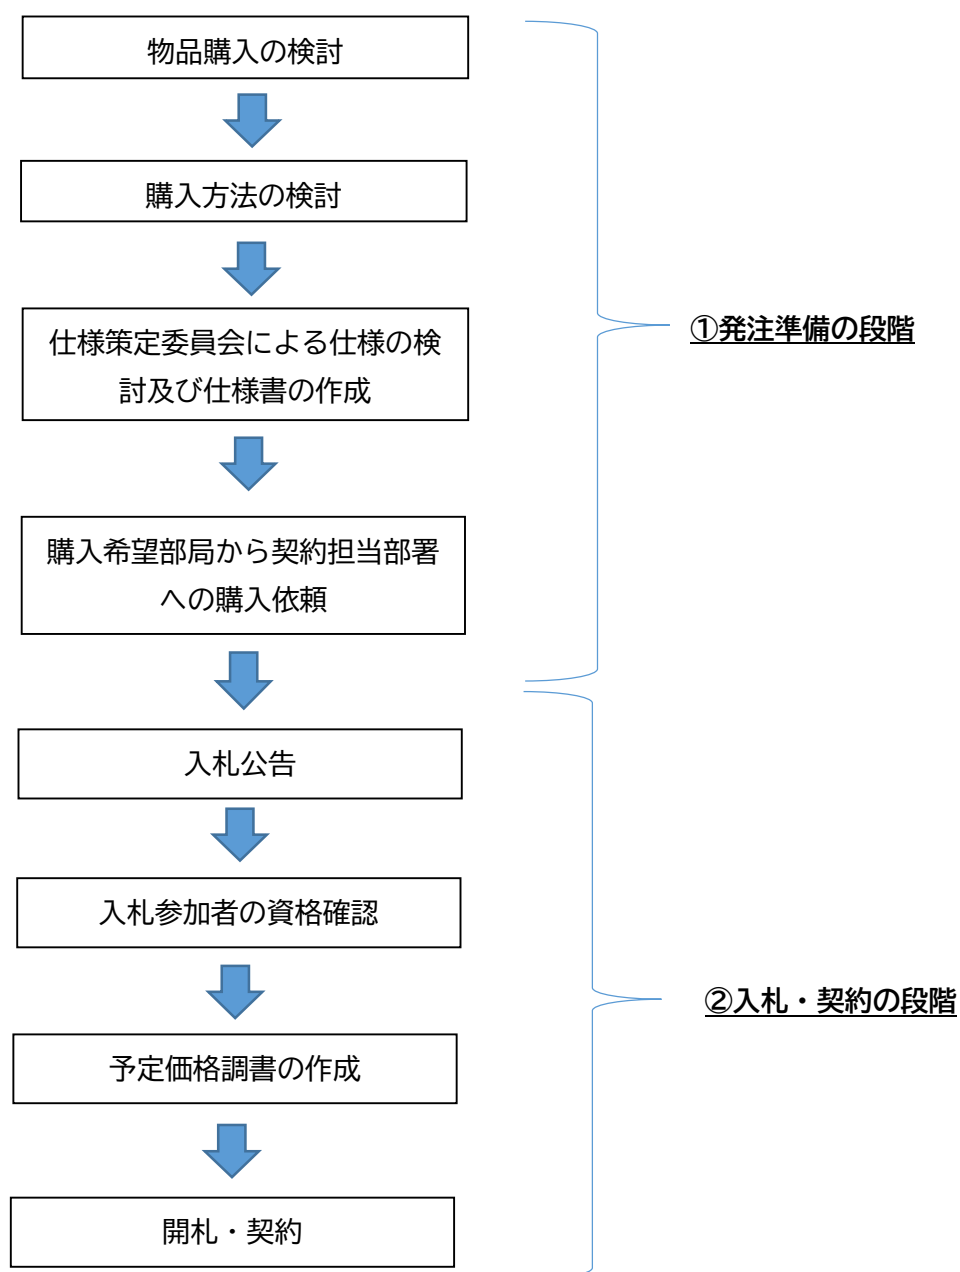 物品購入の検討
購入方法の検討
仕様策定委員会による仕様の検
討及び仕様書の作成
①発注準備の段階
購入希望部局から契約担当部署
への購入依頼
入札公告
入札参加者の資格確認
②入札・契約の段階
予定価格調書の作成
開札・契約